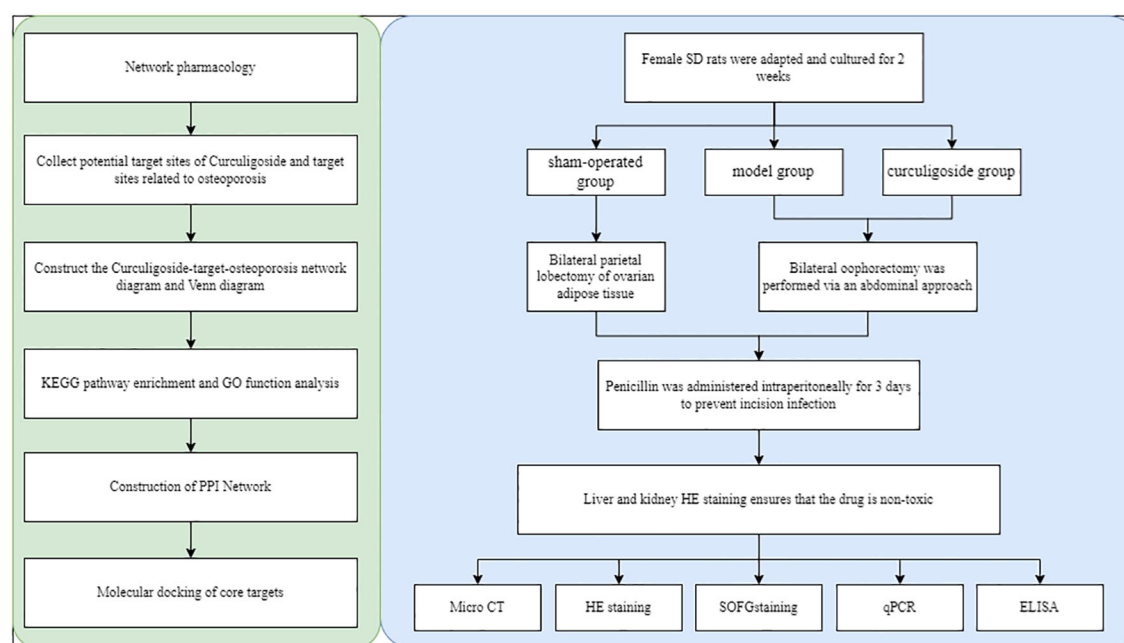 Network pharmacology
Collect potential target sites of Curculigoside and target
sites related to osteoporosis
Construct the Curculigoside-target-osteoporosis network
diagram and Venn diagram
KEGG pathway enrichment and GO function analysis
Construction of PPI Network
Molecular docking of core targets
Female SD rats were adapted and cultured for 2
weeks
sham-operated
group
model group
curculigoside group
Bilateral parietal
lobectomy of ovarian
adipose tissue
Bilateral oophorectomy was
performed via an abdominal approach
Penicillin was administered intraperitoneally for 3 days
to prevent incision infection
Liver and kidney HE staining ensures that the drug is non-toxic
Micro CT
HE staining
SOFGstaining
qPCR
ELISA